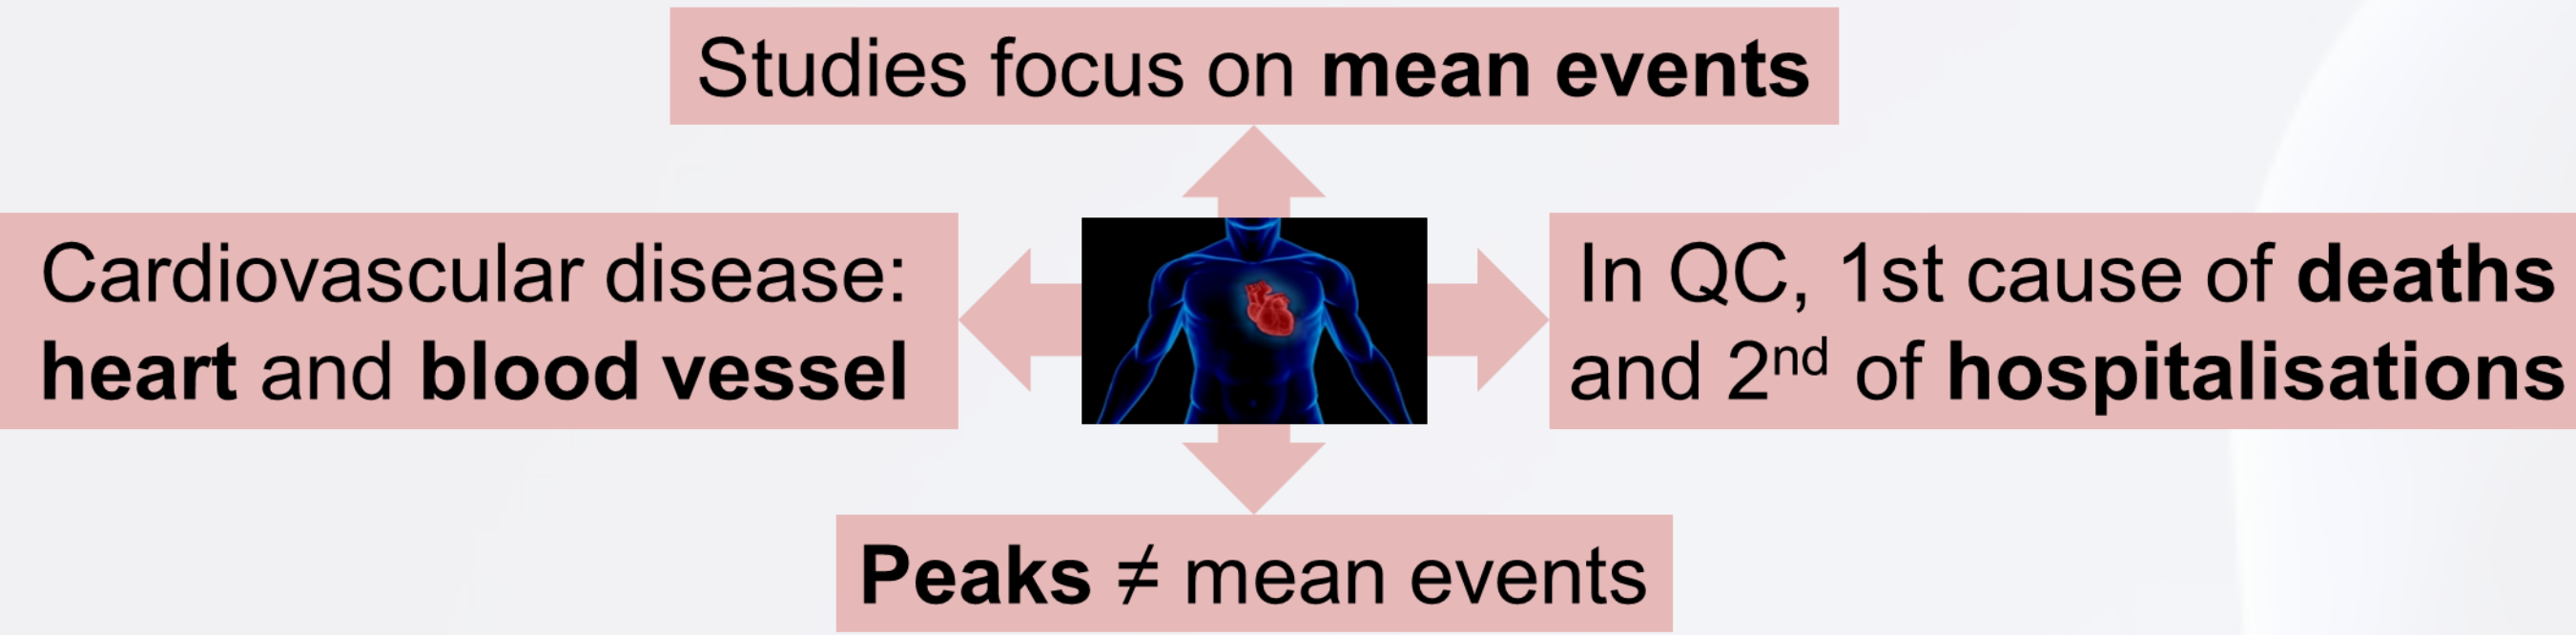 Studies focus on mean events
Cardiovascular disease:
heart and blood vessel
In QC, 1st cause of deaths
and 2nd of hospitalisations
Peaks ≠ mean events